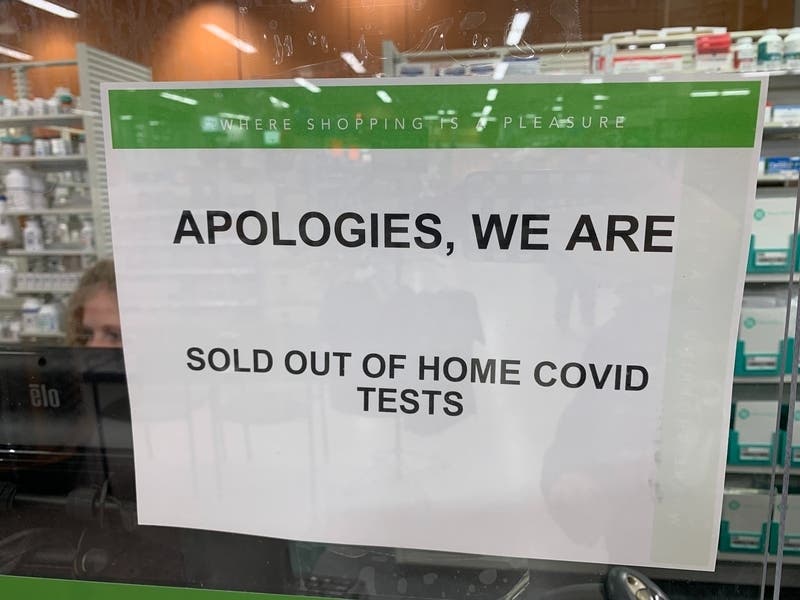 WHERE SHOPPING IS A PLEASURE
APOLOGIES, WE ARE
SOLD OUT OF HOME COVID
TESTS
elo